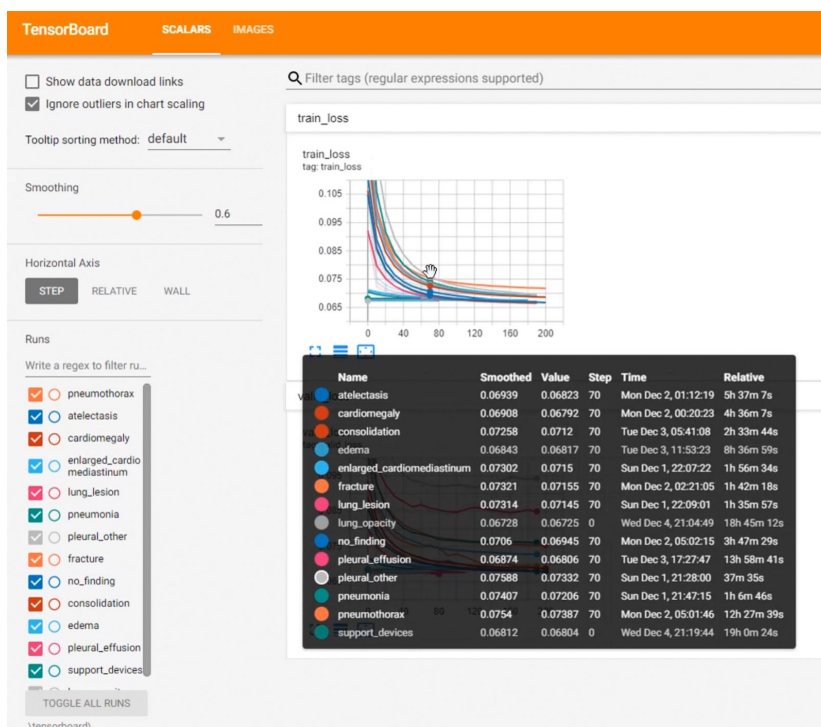 TensorBoard SCALARS IMAGES
Show data download links
Ignore outliers in chart scaling
Tooltip sorting method: default
Smoothing
0.6
Horizontal Axis
STEP RELATIVE WALL
Runs
Write a regex to filter ru...
pneumothorax
atelectasis
cardiomegaly
enlarged_cardio
mediastinum
lung_lesion
pneumonia
pleural_other
fracture
no_finding
consolidation
edema
pleural_effusion
support_devices
TOGGLE ALL RUNS
Filter tags (regular expressions supported)
train_loss
train_loss
tag: train_loss
0.105
0.095
0.085
0.075
0.065
0 40 80 120 160 200
Name Smoothed Value Step Time Relative
atelectasis 0.06939 0.06823 70 Mon Dec 2, 01:12:19 5h 37m 7s
cardiomegaly 0.06908 0.06792 70 Mon Dec 2, 00:20:23 4h 36m 7s
consolidation 0.07258 0.0712 70 Tue Dec 3, 05:41:08 2h 33m 44s
edema 0.06843 0.06817 70 Tue Dec 3, 11:53:23 8h 36m 59s
enlarged_cardiomediastinum 0.07302 0.0715 70 Sun Dec 1, 22:07:22 1h 56m 34s
fracture 0.07321 0.07155 70 Mon Dec 2, 02:21:05 1h 42m 18s
lung_lesion 0.07314 0.07145 70 Sun Dec 1, 22:09:01 1h 35m 57s
lung_opacity 0.06728 0.06725 0 Wed Dec 4, 21:04:49 18h 45m 12s
no_finding 0.0706 0.06945 70 Mon Dec 2, 05:02:15 3h 47m 29s
pleural_effusion 0.06874 0.06806 70 Tue Dec 3, 17:27:47 13h 58m 41s
pleural_other 0.07588 0.07332 70 Sun Dec 1, 21:28:00 37m 35s
pneumonia 0.07407 0.07206 70 Sun Dec 1, 21:47:15 1h 6m 46s
pneumothorax 0.0754 0.07387 70 Mon Dec 2, 05:01:46 12h 27m 39s
support_devices 0.06812 0.06804 0 Wed Dec 4, 21:19:44 19h 0m 24s